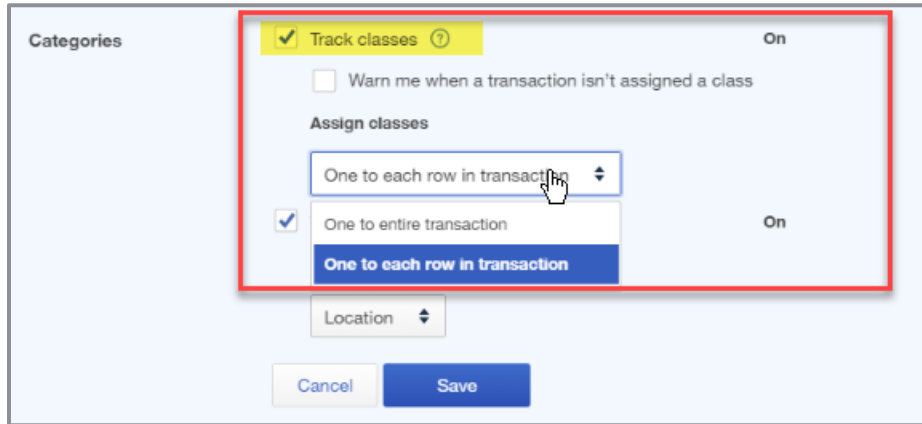 Categories
Track classes ? On
Warn me when a transaction isn't assigned a class
Assign classes
One to each row in transaction
One to entire transaction On
One to each row in transaction
Location
Cancel Save